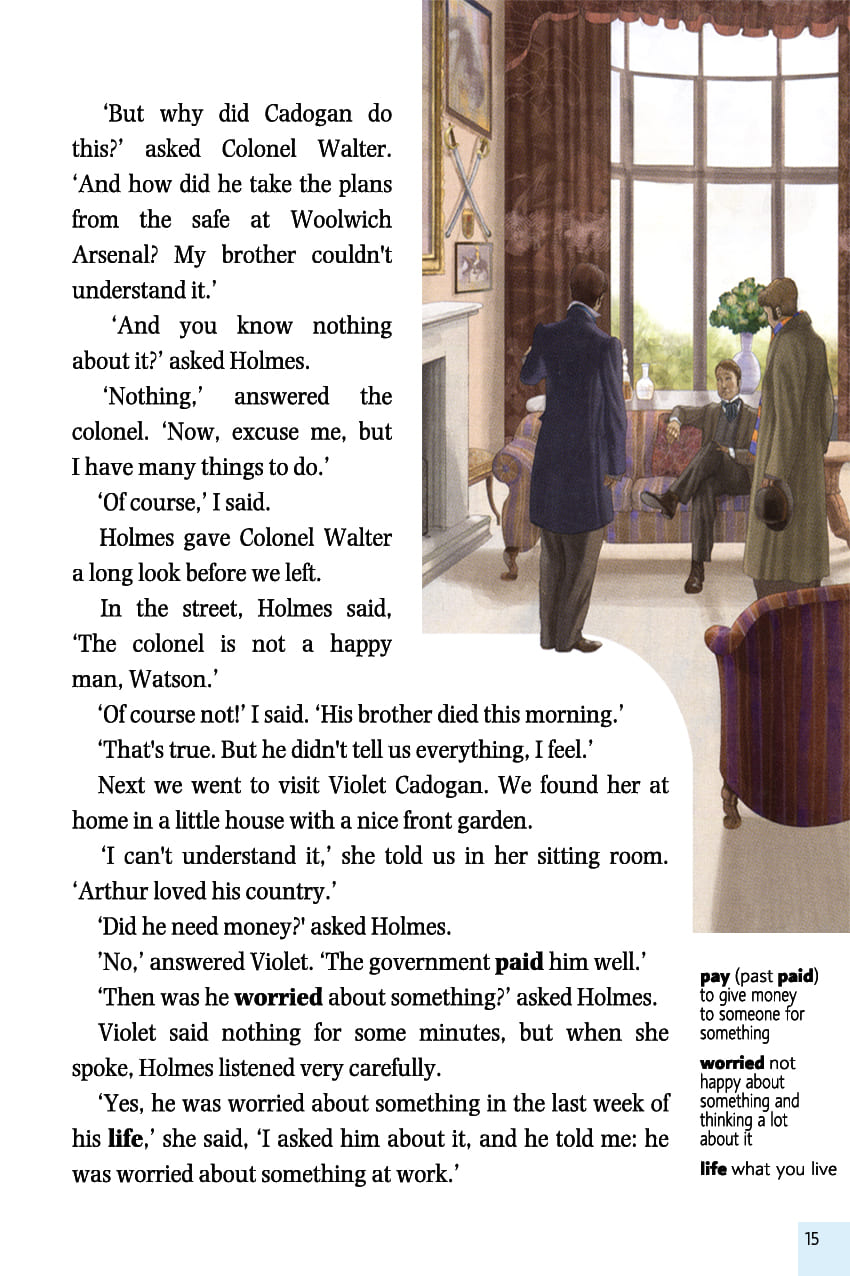 ‘But why did Cadogan do
this?’ asked Colonel Walter.
‘And how did he take the plans
from the safe at Woolwich
Arsenal? My brother couldn't
understand it.’
‘And you know nothing
about it?’ asked Holmes.
‘Nothing,’ answered the
colonel. ‘Now, excuse me, but
I have many things to do.’
‘Of course,’ I said.
Holmes gave Colonel Walter
a long look before we left.
In the street, Holmes said,
‘The colonel is not a happy
man, Watson.’
‘Of course not!’ I said. ‘His brother died this morning.’
‘That's true. But he didn't tell us everything, I feel.’
Next we went to visit Violet Cadogan. We found her at
home in a little house with a nice front garden.
‘I can't understand it,’ she told us in her sitting room.
‘Arthur loved his country.’
‘Did he need money?' asked Holmes.
’No,’ answered Violet. ‘The government paid him well.’
‘Then was he worried about something?’ asked Holmes.
Violet said nothing for some minutes, but when she
spoke, Holmes listened very carefully.
‘Yes, he was worried about something in the last week of
his life,’ she said, ‘I asked him about it, and he told me: he
was worried about something at work.’
pay (past paid)
to give money
to someone for
something
worried not
happy about
something and
thinking a lot
about it
life what you live
15